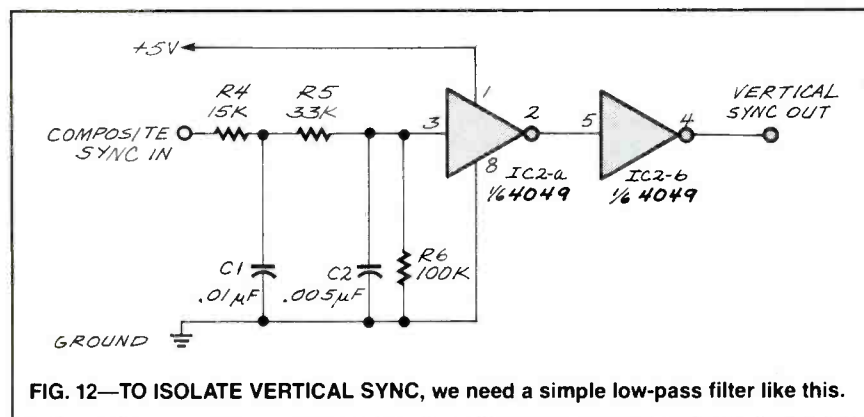 +5V
R4
15K
R5
33K
COMPOSITE
SYNC IN
3
1
2
8
IC2-a
1/6 4049
5
4
IC2-b
1/6 4049
VERTICAL
SYNC OUT
C1
.01µF
C2
.005µF
R6
100K
GROUND
FIG. 12—TO ISOLATE VERTICAL SYNC, we need a simple low-pass filter like this.